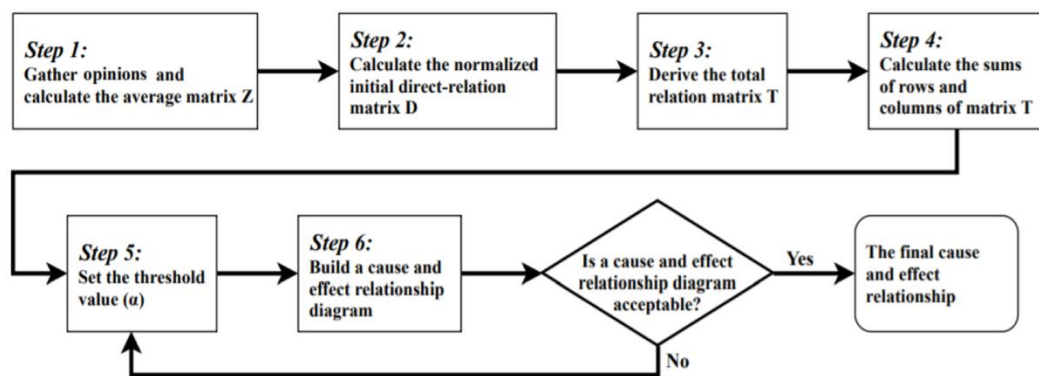 Step 1:
Gather opinions and
calculate the average matrix Z
Step 2:
Calculate the normalized
initial direct-relation
matrix D
Step 3:
Derive the total
relation matrix T
Step 4:
Calculate the sums
of rows and
columns of matrix T
Step 5:
Set the threshold
value (α)
Step 6:
Build a cause and
effect relationship
diagram
Is a cause and effect
relationship diagram
acceptable?
Yes
The final cause
and effect
relationship
No